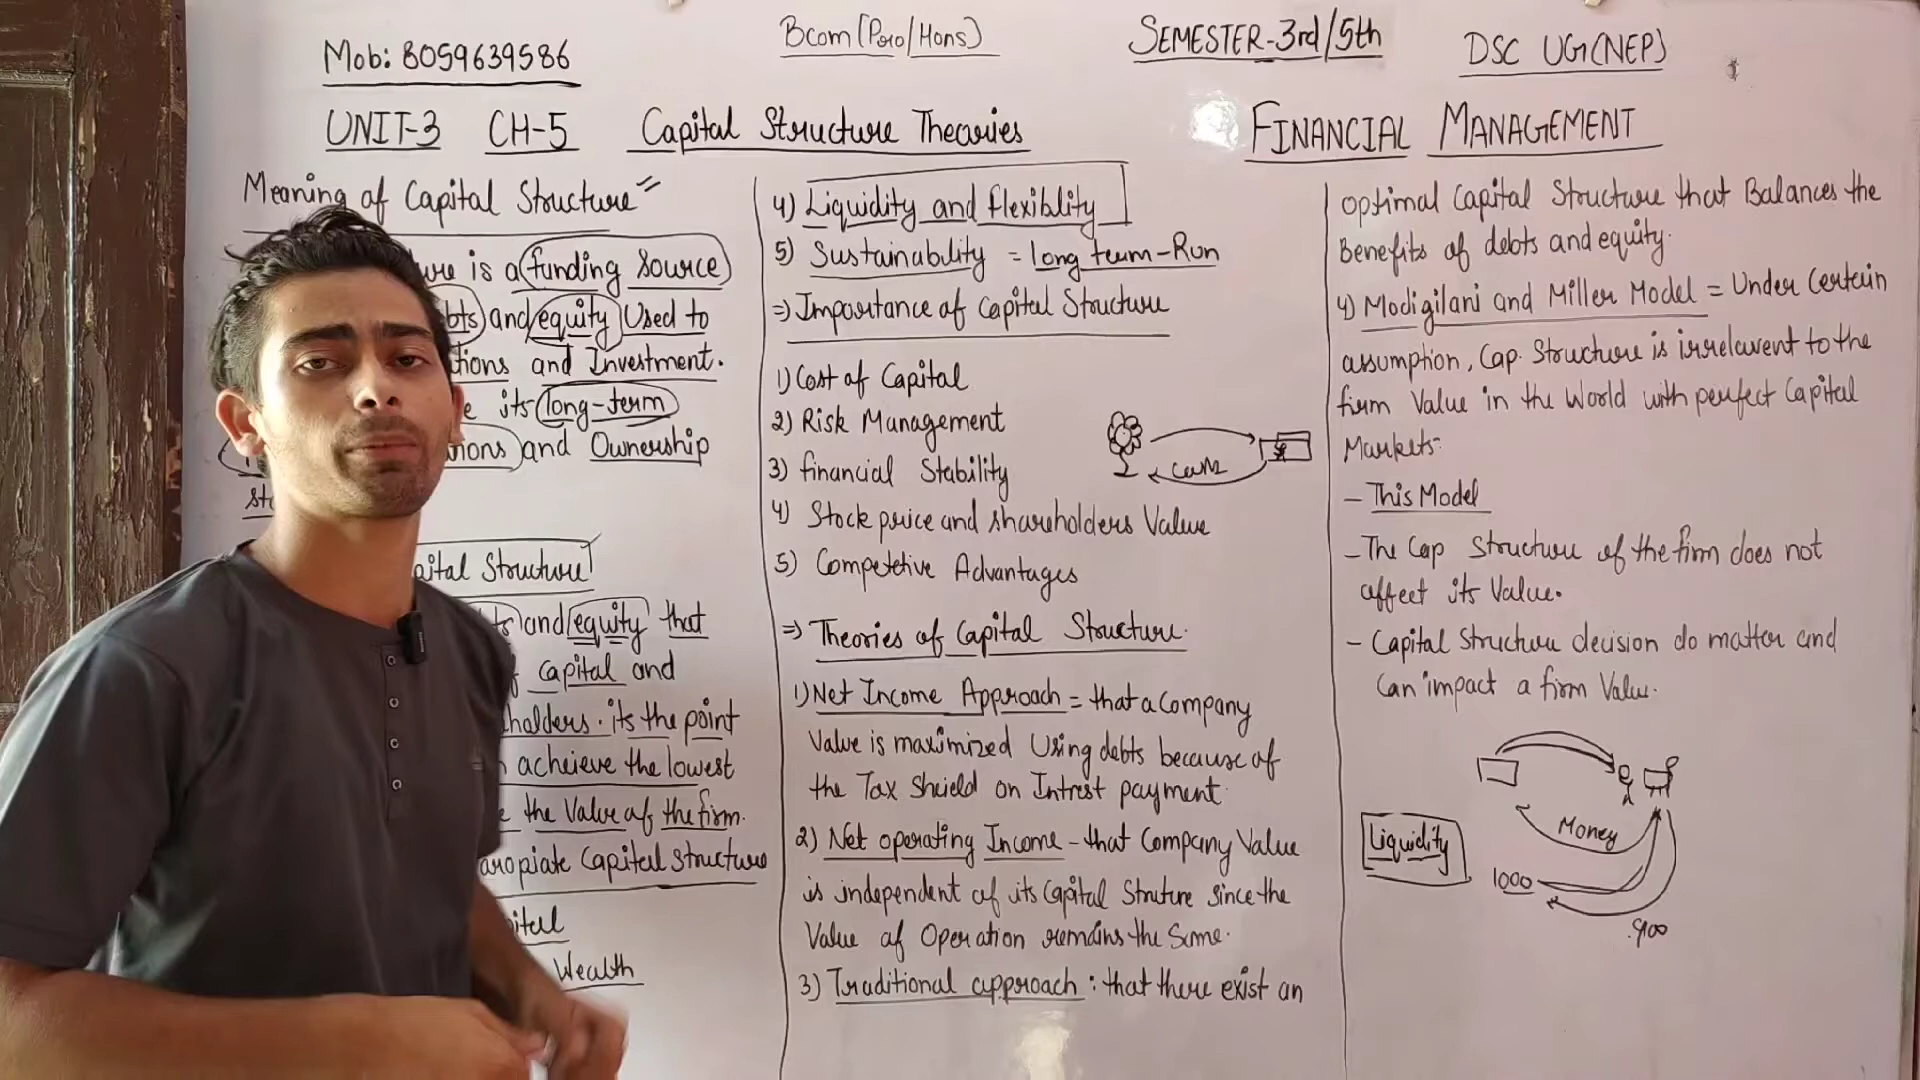 Mob: 8059639586
Bcom (Pro/Hons)
SEMESTER-3rd/5th
DSC UG(NEP)
UNIT-3 CH-5 Capital Structure Theories
FINANCIAL MANAGEMENT
Meaning of Capital Structure
is a funding source
and equity Used to
and Investment.
its long-term
and Ownership
Capital Structure
and equity that
capital and
its the point
acheieve the lowest
the Value of the firm.
Capital structure
Wealth
4) Liquidity and flexiblity
5) Sustainability = long term-Run
=> Importance of Capital Structure
1) Cost of Capital
2) Risk Management
3) financial Stability
4) Stock price and shareholders Value
5) Competetive Advantages
=> Theories of Capital Structure.
1) Net Income Approach = that a Company
Value is maximized Using debts because of
the Tax Sheild on Intrest payment.
2) Net operating Income - that Company Value
is independent of its Capital Struture since the
Value of Operation remains the Same.
3) Traditional approach: that there exist an
optimal Capital Structure that Balances the
Benefits of debts and equity.
4) Modigilani and Miller Model = Under Certain
assumption, Cap. Structure is irrelevent to the
firm Value in the World with perfect Capital
Markets.
- This Model
- The Cap Structure of the firm does not
affect its Value.
- Capital Structure decision do matter and
Can impact a firm Value.
Money
Liquidity
1000
900